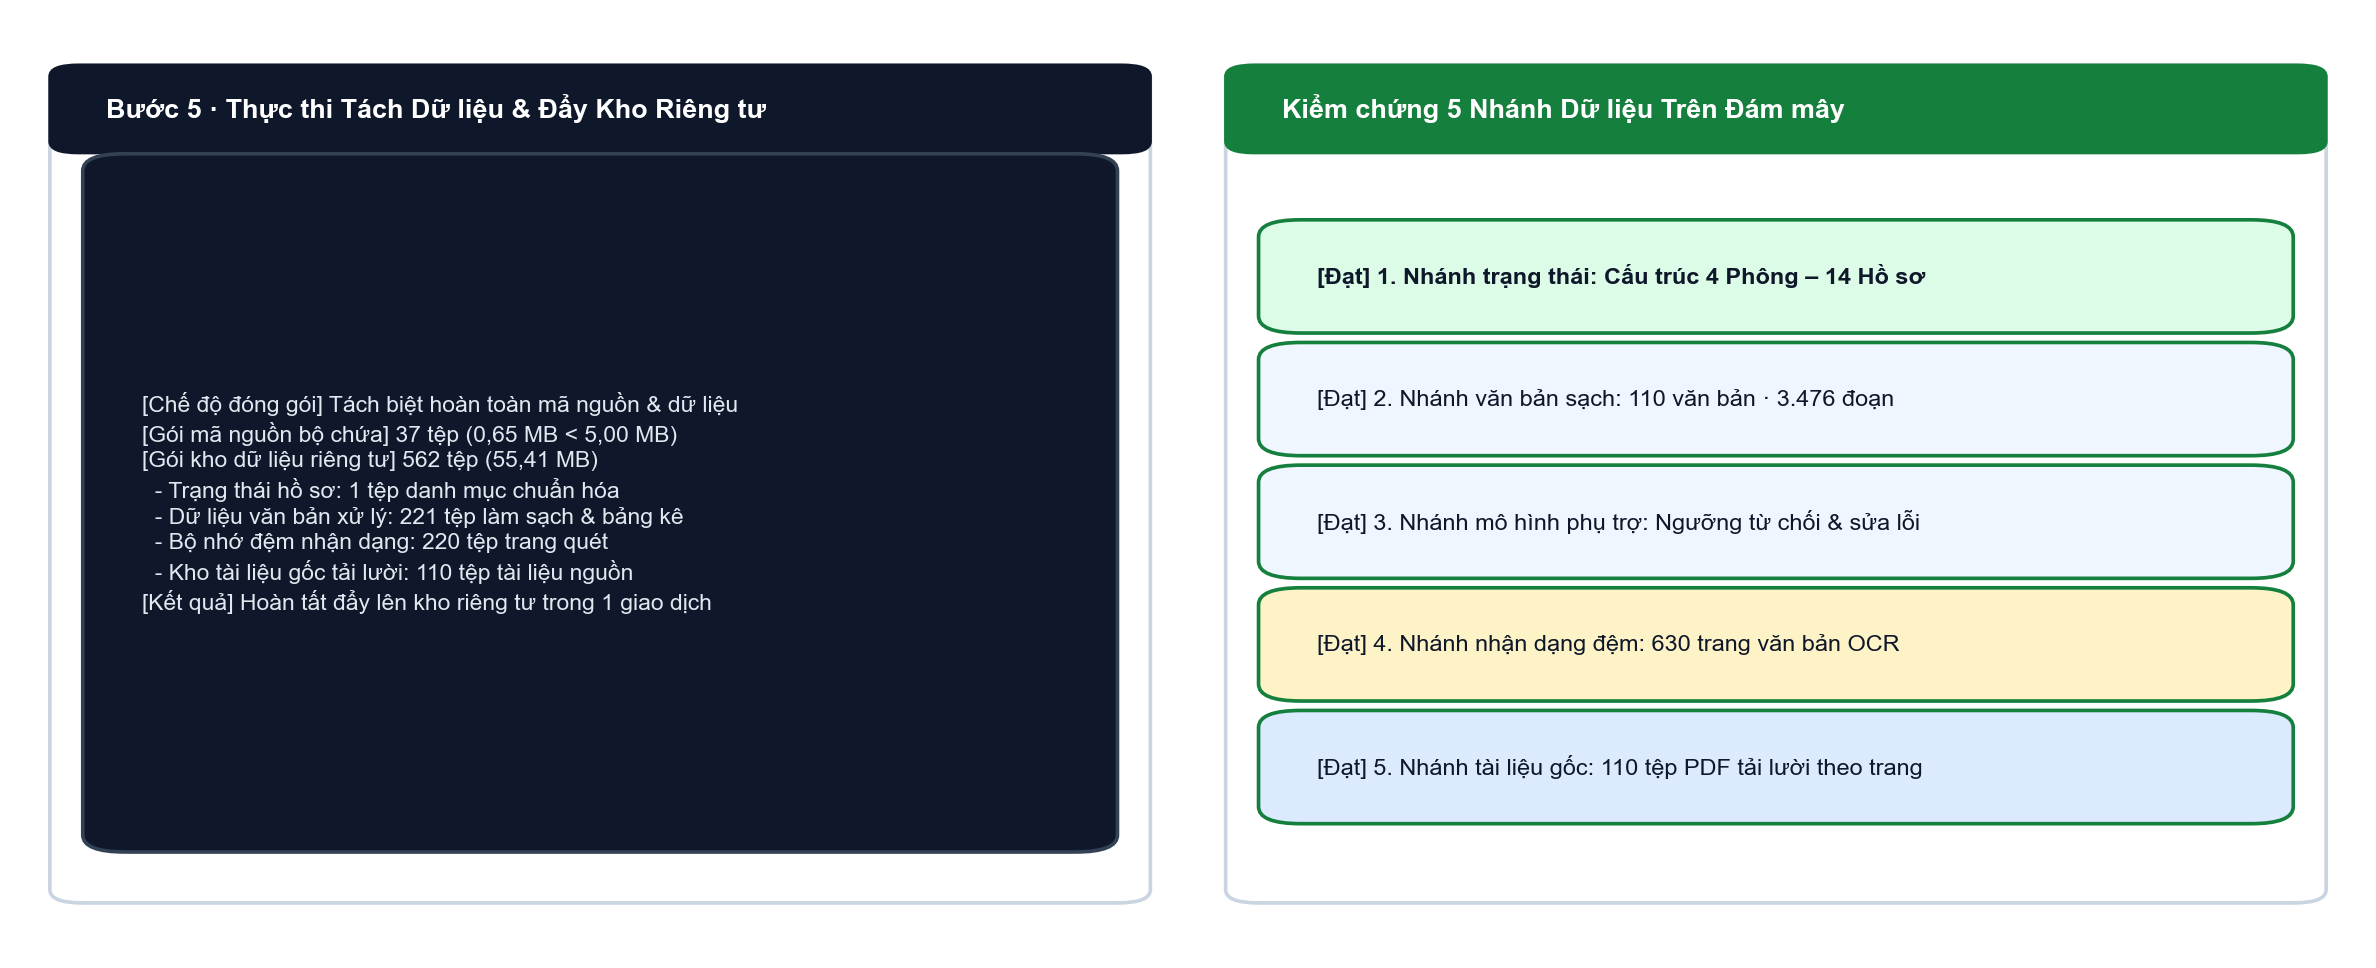 Bước 5 · Thực thi Tách Dữ liệu & Đẩy Kho Riêng tư
[Chế độ đóng gói] Tách biệt hoàn toàn mã nguồn & dữ liệu
[Gói mã nguồn bộ chứa] 37 tệp (0,65 MB < 5,00 MB)
[Gói kho dữ liệu riêng tư] 562 tệp (55,41 MB)
- Trạng thái hồ sơ: 1 tệp danh mục chuẩn hóa
- Dữ liệu văn bản xử lý: 221 tệp làm sạch & bảng kê
- Bộ nhớ đệm nhận dạng: 220 tệp trang quét
- Kho tài liệu gốc tải lười: 110 tệp tài liệu nguồn
[Kết quả] Hoàn tất đẩy lên kho riêng tư trong 1 giao dịch
Kiểm chứng 5 Nhánh Dữ liệu Trên Đám mây
[Đạt] 1. Nhánh trạng thái: Cấu trúc 4 Phông – 14 Hồ sơ
[Đạt] 2. Nhánh văn bản sạch: 110 văn bản · 3.476 đoạn
[Đạt] 3. Nhánh mô hình phụ trợ: Ngưỡng từ chối & sửa lỗi
[Đạt] 4. Nhánh nhận dạng đệm: 630 trang văn bản OCR
[Đạt] 5. Nhánh tài liệu gốc: 110 tệp PDF tải lười theo trang